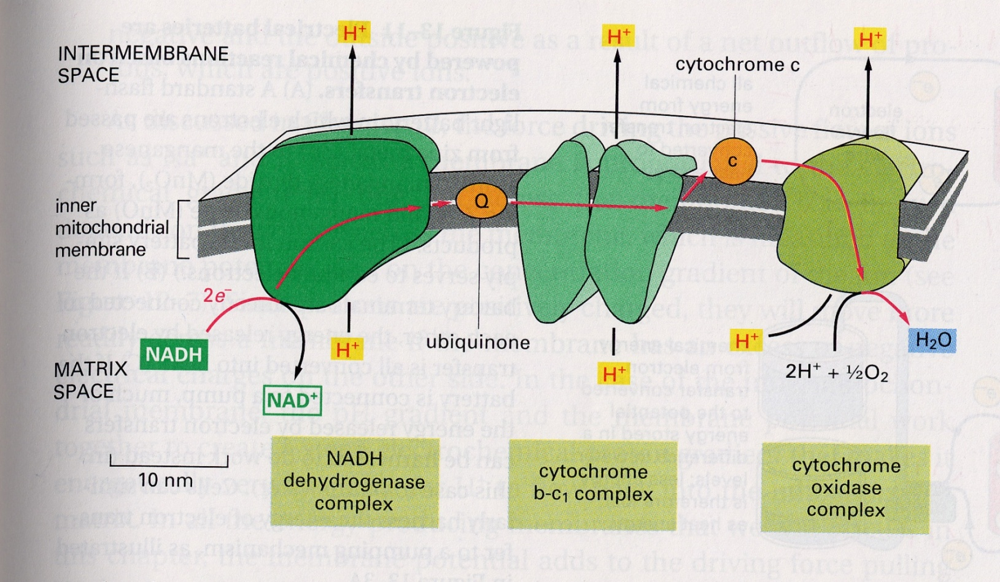 H⁺
H⁺
H⁺
INTERMEMBRANE
SPACE
cytochrome c
c
Q
inner
mitochondrial
membrane
2e⁻
NADH
H⁺
ubiquinone
H⁺
H⁺
H₂O
2H⁺ + ½O₂
MATRIX
SPACE
NAD⁺
10 nm
NADH
dehydrogenase
complex
cytochrome
b-c₁ complex
cytochrome
oxidase
complex